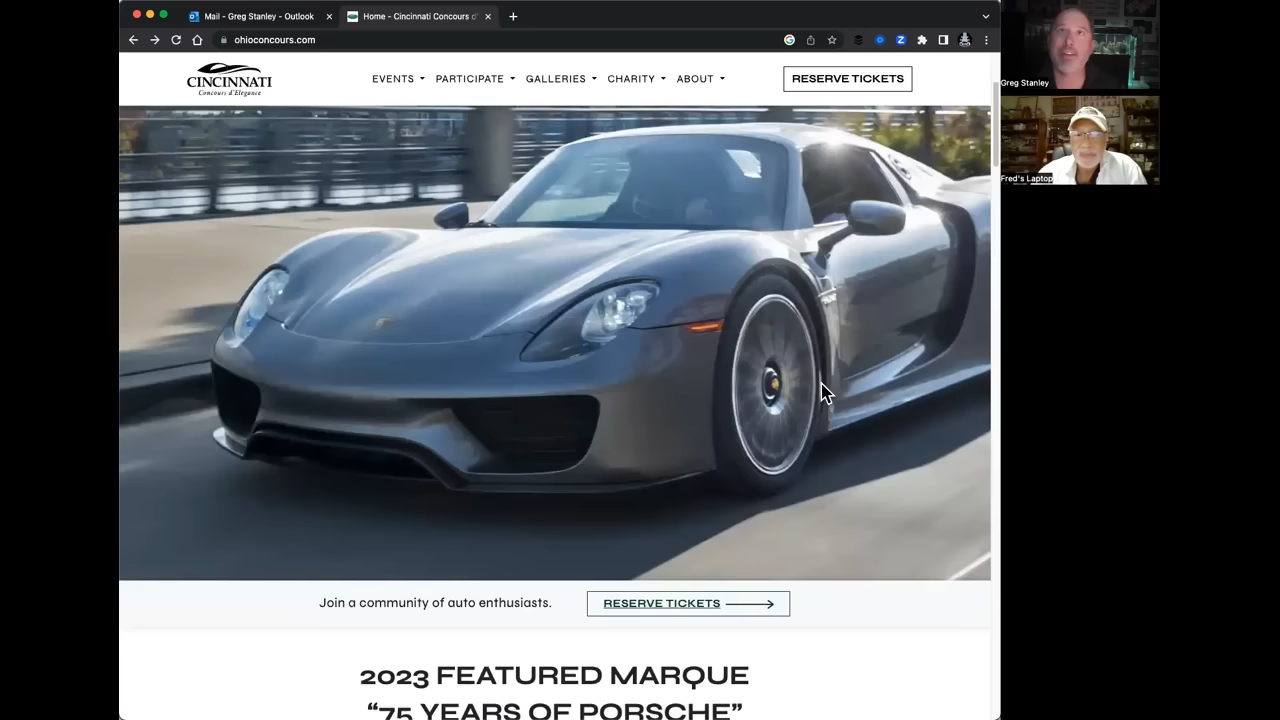 Mail - Greg Stanley - Outlook
Home - Cincinnati Concours d'
ohioconcours.com
CINCINNATI
Concours d'Elegance
EVENTS
PARTICIPATE
GALLERIES
CHARITY
ABOUT
RESERVE TICKETS
Greg Stanley
Fred's Laptop
Join a community of auto enthusiasts.
RESERVE TICKETS
2023 FEATURED MARQUE
“75 YEARS OF PORSCHE”